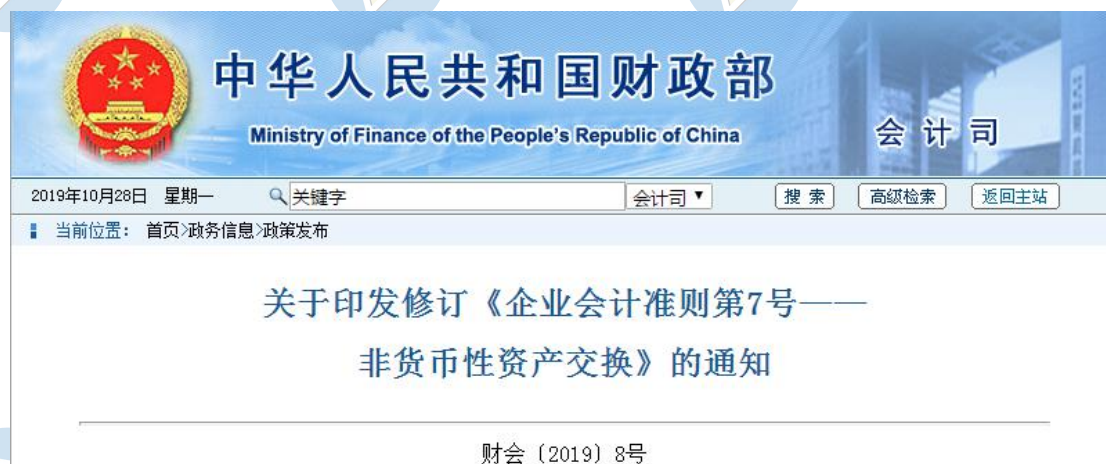 中华人民共和国财政部
Ministry of Finance of the People's Republic of China
会计司
2019年10月28日 星期一 关键字 会计司▼ 搜索 高级检索 返回主站
当前位置： 首页>政务信息>政策发布
关于印发修订《企业会计准则第7号——
非货币性资产交换》的通知
财会〔2019〕8号